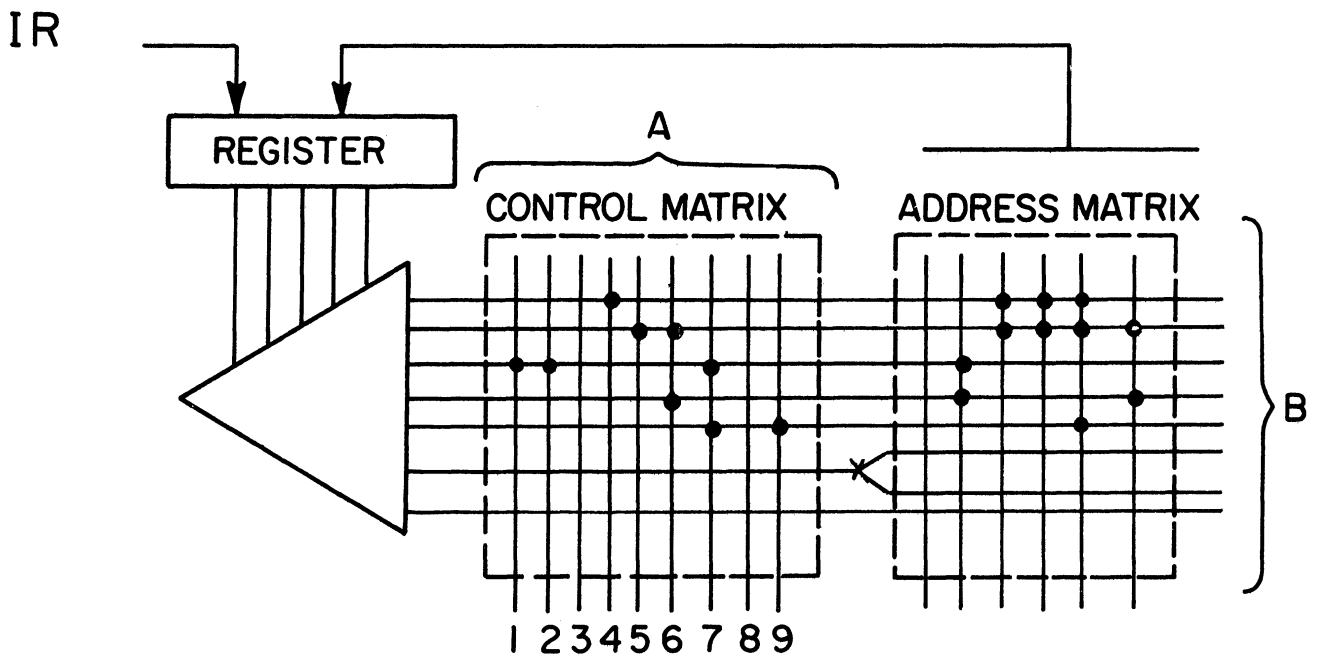 IR
REGISTER
A
CONTROL MATRIX
ADDRESS MATRIX
B
1 2 3 4 5 6 7 8 9